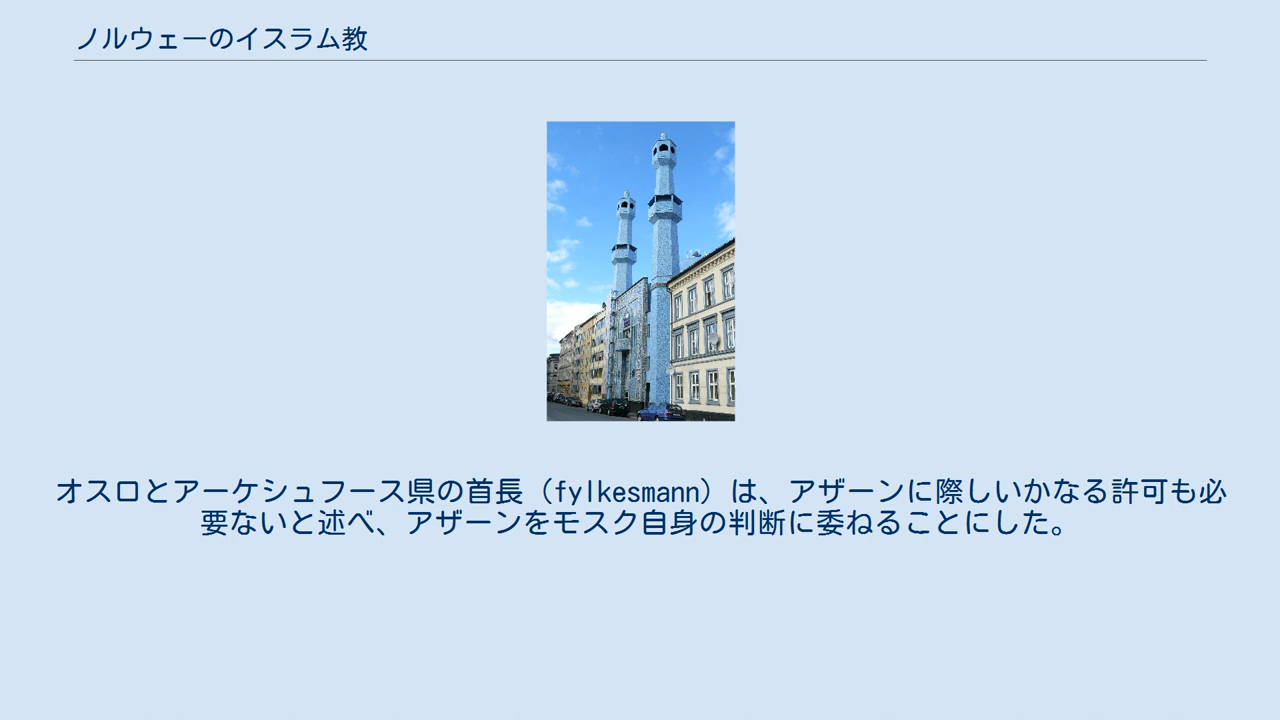 ノルウェーのイスラム教
オスロとアーケシュフース県の首長（fylkesmann）は、アザーンに際しいかなる許可も必
要ないと述べ、アザーンをモスク自身の判断に委ねることにした。